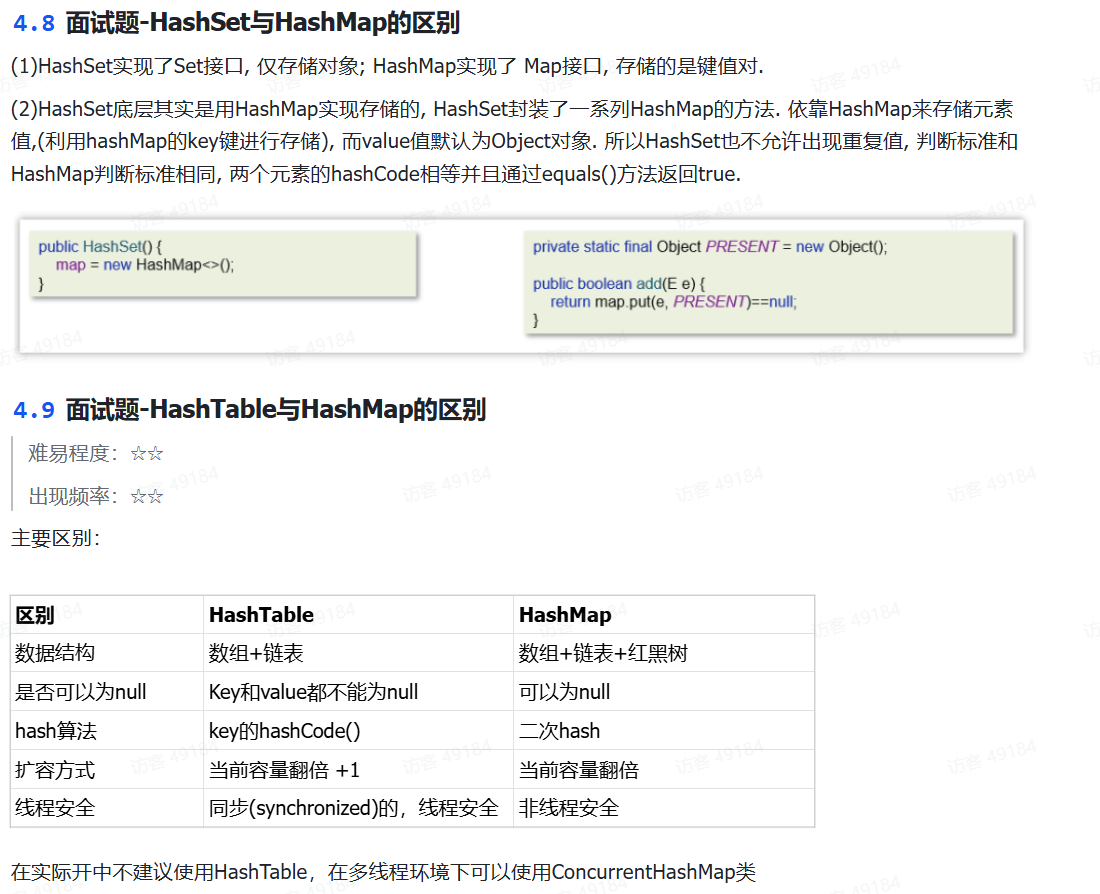 4.8 面试题-HashSet与HashMap的区别
(1)HashSet实现了Set接口, 仅存储对象; HashMap实现了 Map接口, 存储的是键值对.
(2)HashSet底层其实是用HashMap实现存储的, HashSet封装了一系列HashMap的方法. 依靠HashMap来存储元素
值,(利用hashMap的key键进行存储), 而value值默认为Object对象. 所以HashSet也不允许出现重复值, 判断标准和
HashMap判断标准相同, 两个元素的hashCode相等并且通过equals()方法返回true.
public HashSet() {
map = new HashMap<>();
}
private static final Object PRESENT = new Object();
public boolean add(E e) {
return map.put(e, PRESENT)==null;
}
4.9 面试题-HashTable与HashMap的区别
难易程度：☆☆
出现频率：☆☆
主要区别：
区别 HashTable HashMap
数据结构 数组+链表 数组+链表+红黑树
是否可以为null Key和value都不能为null 可以为null
hash算法 key的hashCode() 二次hash
扩容方式 当前容量翻倍 +1 当前容量翻倍
线程安全 同步(synchronized)的，线程安全 非线程安全
在实际开中不建议使用HashTable，在多线程环境下可以使用ConcurrentHashMap类
访客 49184